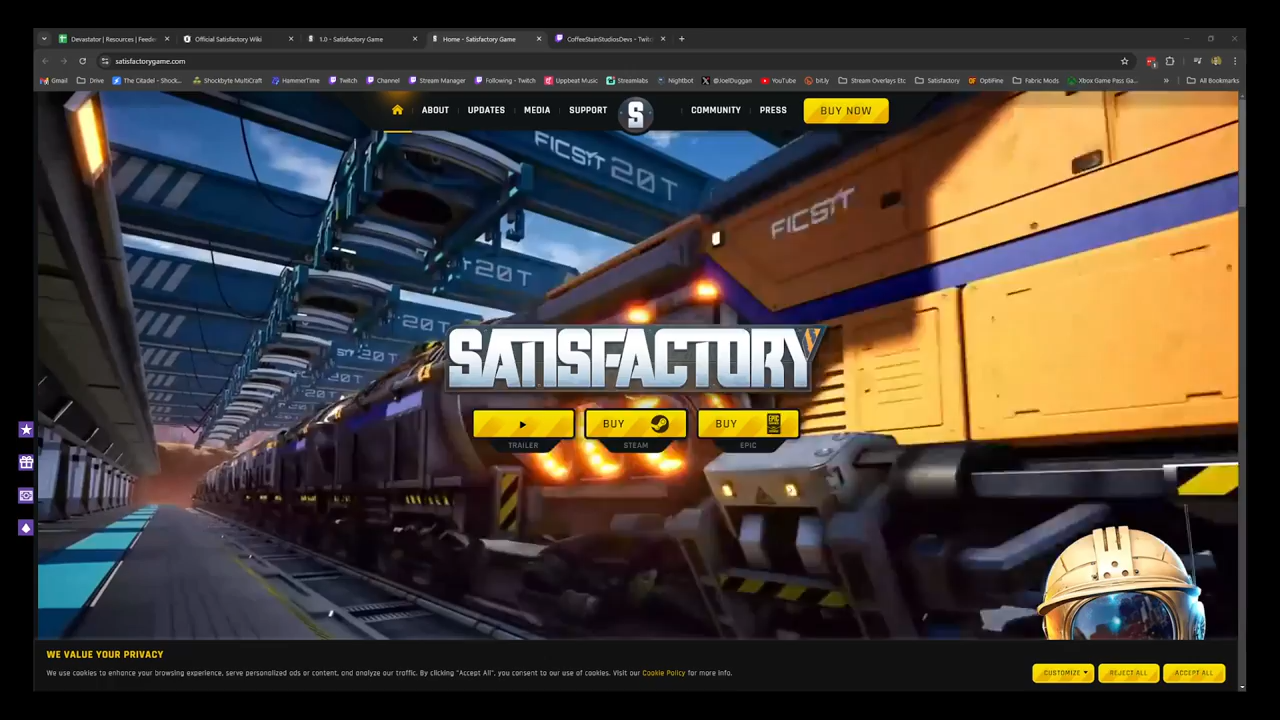 Devastator | Resources | Feede
Official Satisfactory Wiki
1.0 - Satisfactory Game
Home - Satisfactory Game
CoffeeStainStudiosDevs - Twitc
satisfactorygame.com
Gmail
Drive
The Citadel - Shock...
Shockbyte MultiCraft
HammerTime
Twitch
Channel
Stream Manager
Following - Twitch
Uppbeat Music
Streamlabs
Nightbot
@JoelDuggan
YouTube
bit.ly
Stream Overlays Etc
Satisfactory
OptiFine
Fabric Mods
Xbox Game Pass Ga...
All Bookmarks
ABOUT
UPDATES
MEDIA
SUPPORT
S
COMMUNITY
PRESS
BUY NOW
FICSIT 20T
FICSIT
20T
20T
20T
SATISFACTORY
BUY
BUY
TRAILER
STEAM
EPIC
WE VALUE YOUR PRIVACY
We use cookies to enhance your browsing experience, serve personalized ads or content, and analyze our traffic. By clicking "Accept All", you consent to our use of cookies. Visit our Cookie Policy for more info.
CUSTOMIZE
REJECT ALL
ACCEPT ALL